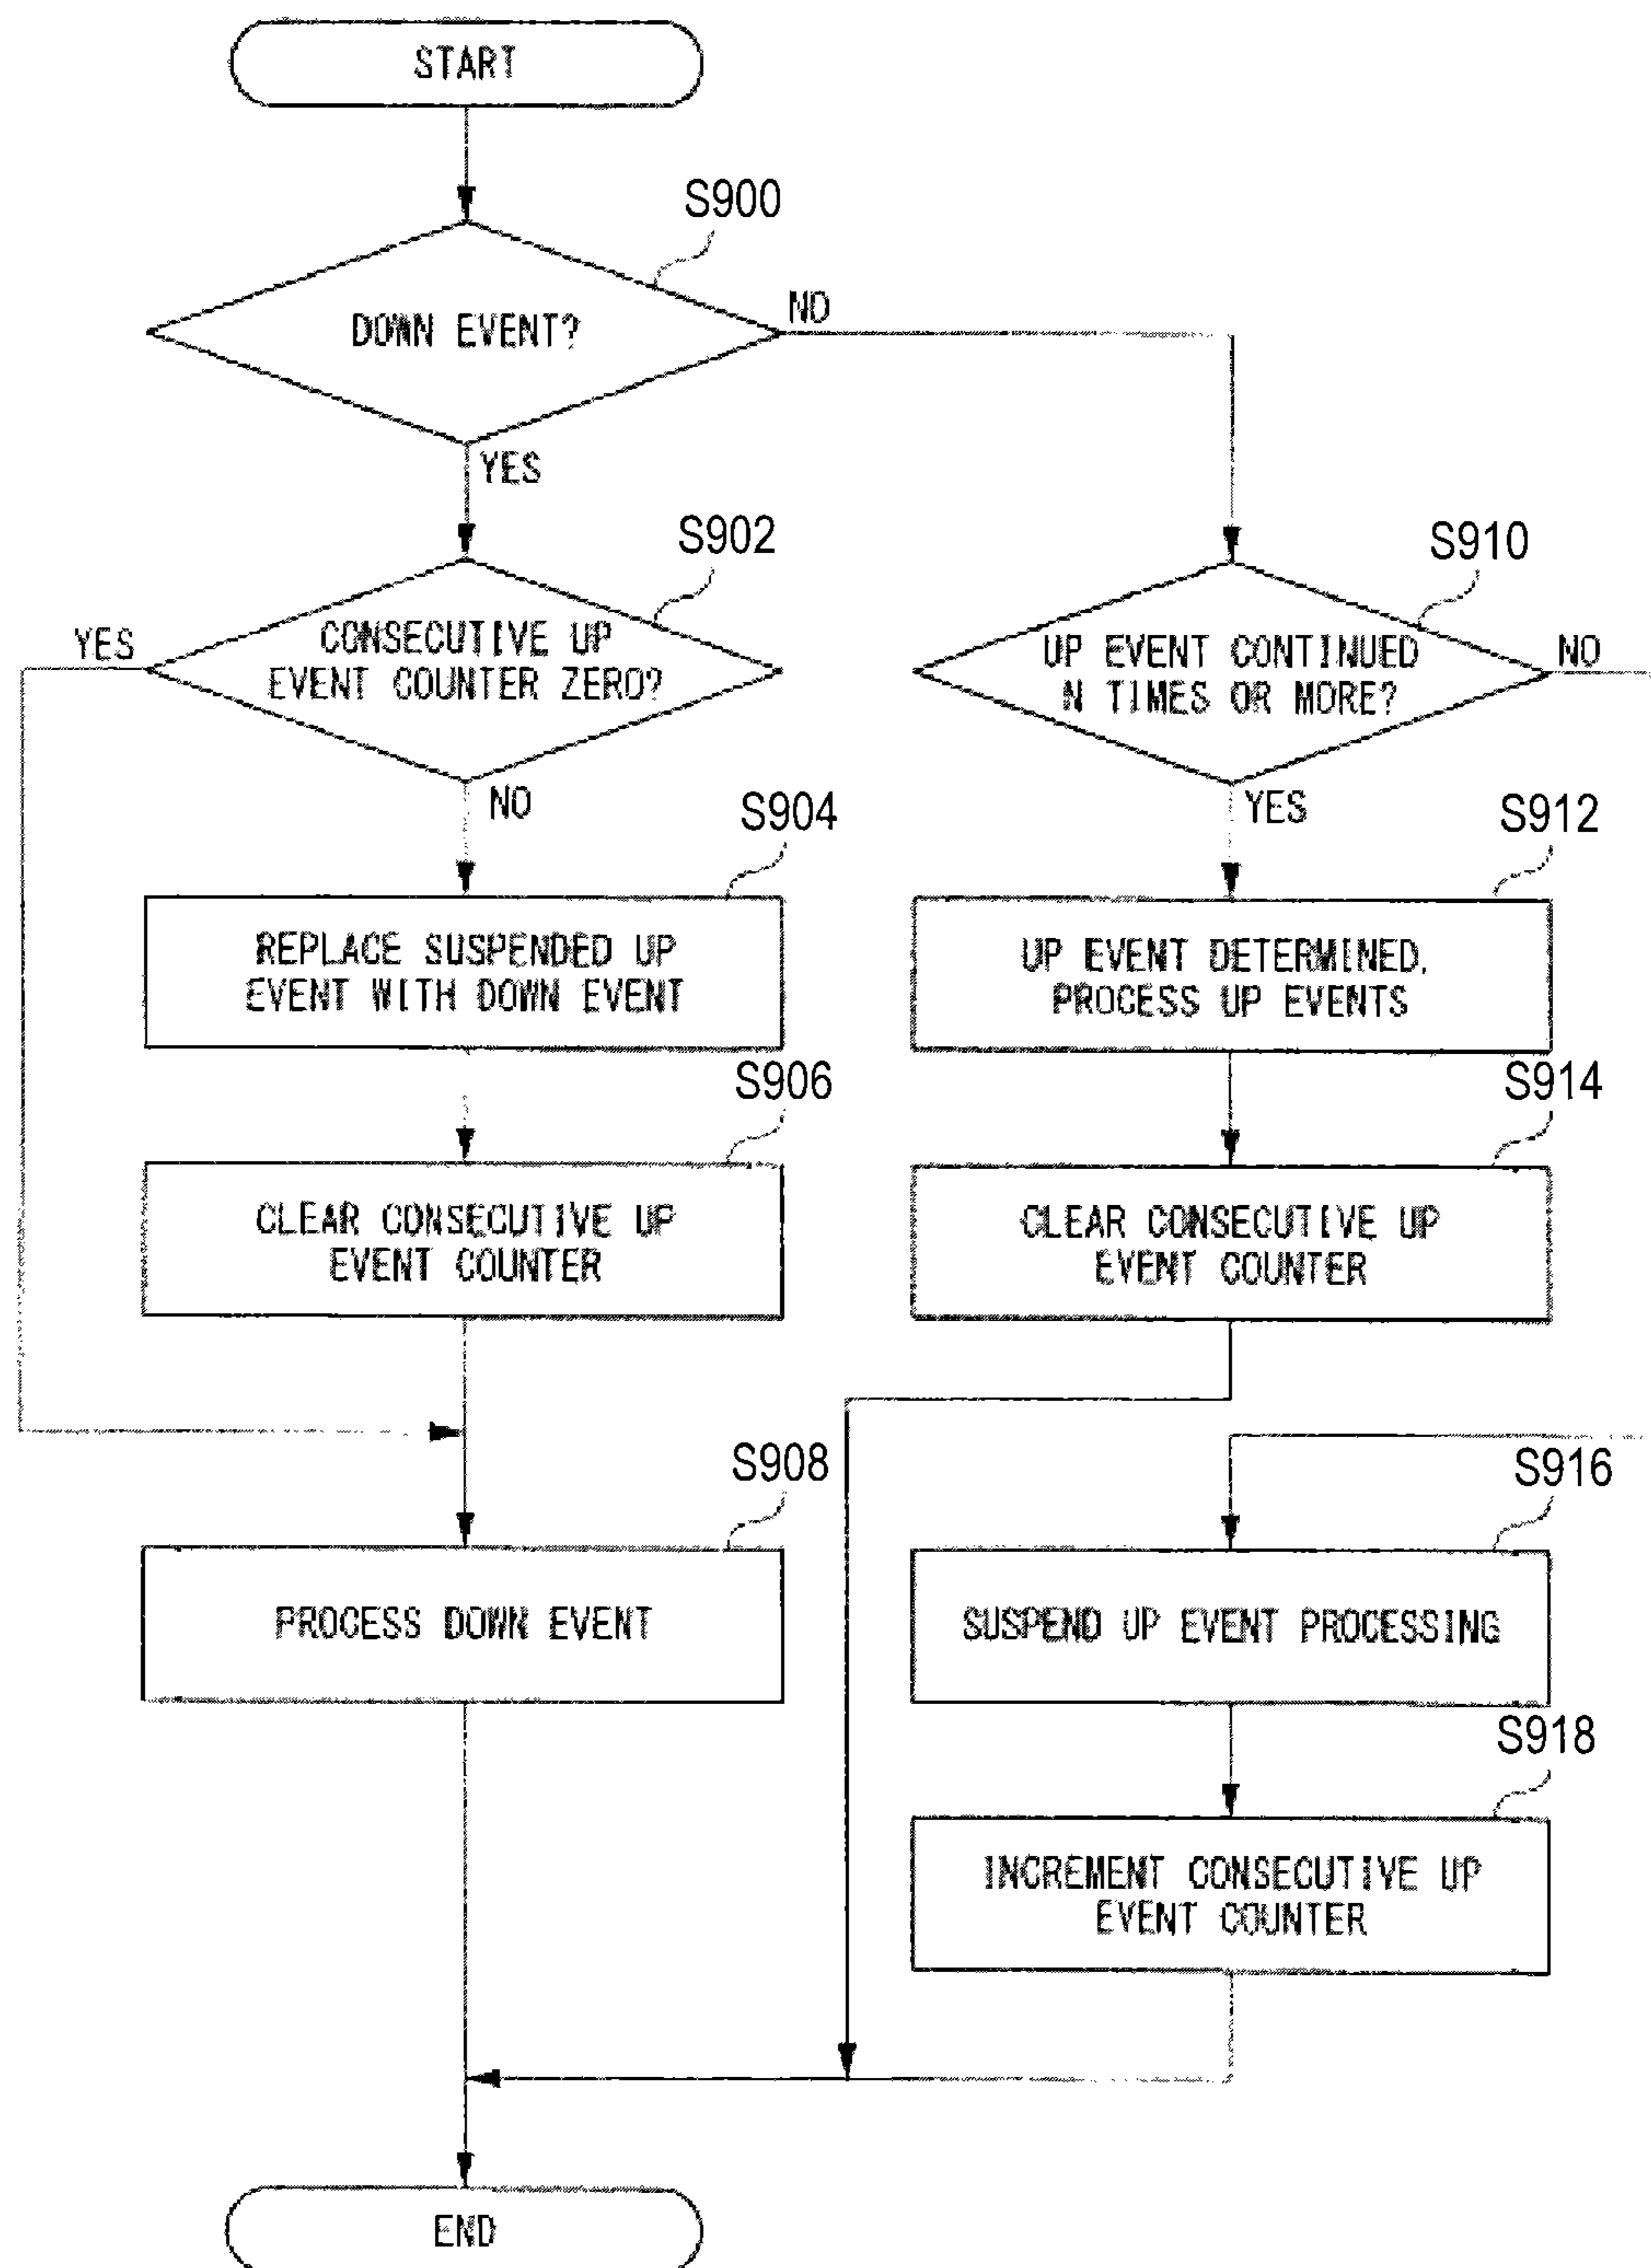 START
S900
DOWN EVENT?
NO
YES
S902
CONSECUTIVE UP
EVENT COUNTER ZERO?
YES
NO
S910
UP EVENT CONTINUED
N TIMES OR MORE?
NO
YES
S904
REPLACE SUSPENDED UP
EVENT WITH DOWN EVENT
S912
UP EVENT DETERMINED,
PROCESS UP EVENTS
S906
CLEAR CONSECUTIVE UP
EVENT COUNTER
S914
CLEAR CONSECUTIVE UP
EVENT COUNTER
S908
PROCESS DOWN EVENT
S916
SUSPEND UP EVENT PROCESSING
S918
INCREMENT CONSECUTIVE UP
EVENT COUNTER
END